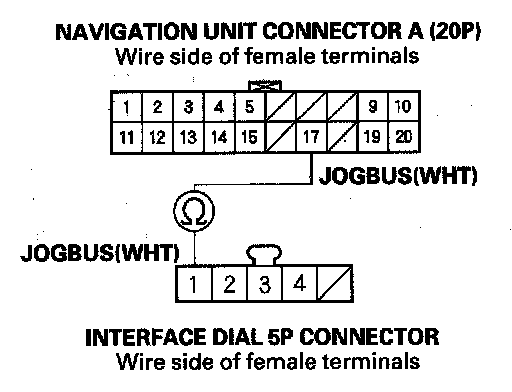 NAVIGATION UNIT CONNECTOR A (20P)
Wire side of female terminals
1 2 3 4 5 9 10
11 12 13 14 15 17 19 20
JOGBUS(WHT)
Ω
JOGBUS(WHT)
1 2 3 4
INTERFACE DIAL 5P CONNECTOR
Wire side of female terminals